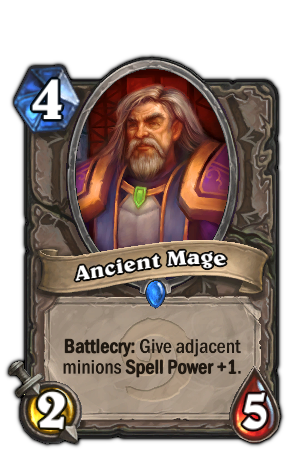 4
Ancient Mage
Battlecry: Give adjacent
minions Spell Power +1.
2
5